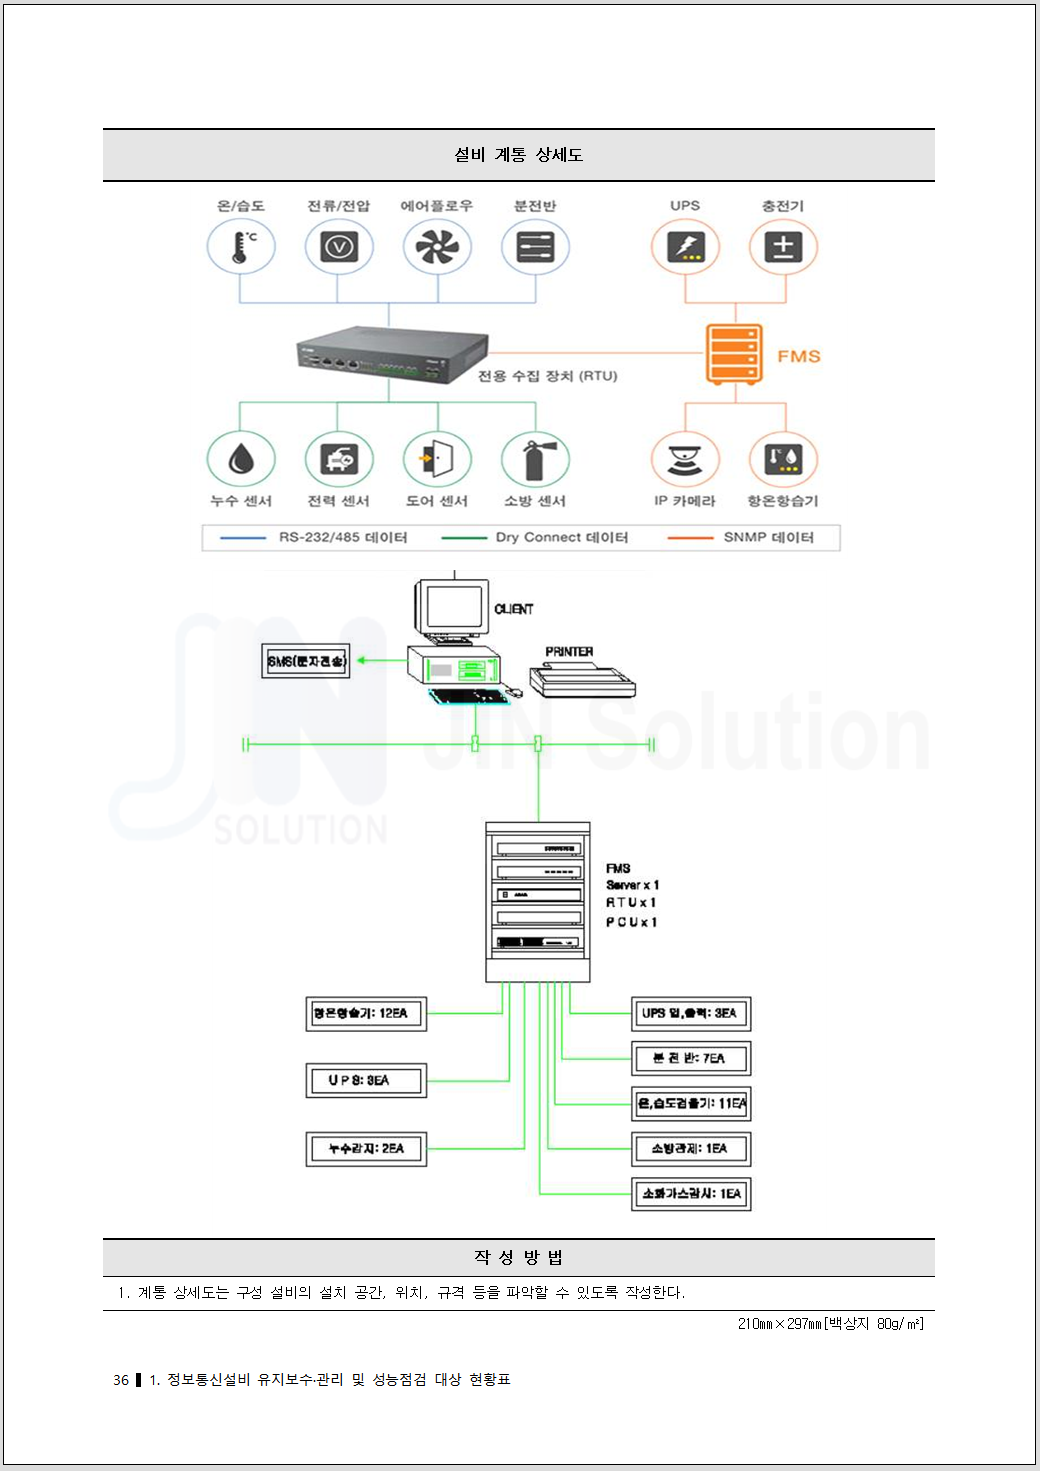 설비 계통 상세도
온/습도 전류/전압 에어플로우 분전반 UPS 충전기
℃
V
FMS
전용 수집 장치 (RTU)
누수 센서 전력 센서 도어 센서 소방 센서 IP 카메라 항온항습기
RS-232/485 데이터 Dry Connect 데이터 SNMP 데이터
CLIENT
SMS(문자전송)
PRINTER
JIN Solution
SOLUTION
FMS
Server x 1
R T U x 1
P C U x 1
항온항습기: 12EA
UPS 입,출력: 3EA
분 전 반: 7EA
U P S: 3EA
온,습도검출기: 11EA
누수감지: 2EA
소방관제: 1EA
소화가스감시: 1EA
작 성 방 법
1. 계통 상세도는 구성 설비의 설치 공간, 위치, 규격 등을 파악할 수 있도록 작성한다.
210㎜×297㎜[백상지 80g/㎡]
36 ▌ 1. 정보통신설비 유지보수·관리 및 성능점검 대상 현황표